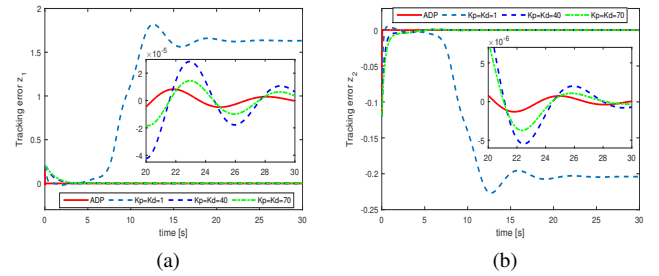 2
1.5
1
0.5
0
Tracking error z1
×10-5
2
0
-2
-4
20 22 24 26 28 30
ADP Kp=Kd=1 Kp=Kd=40 Kp=Kd=70
0 5 10 15 20 25 30
time [s]
(a)
ADP Kp=Kd=1 Kp=Kd=40 Kp=Kd=70
0
-0.05
-0.1
-0.15
-0.2
-0.25
Tracking error z2
×10-6
5
0
-5
20 22 24 26 28 30
0 5 10 15 20 25 30
time [s]
(b)